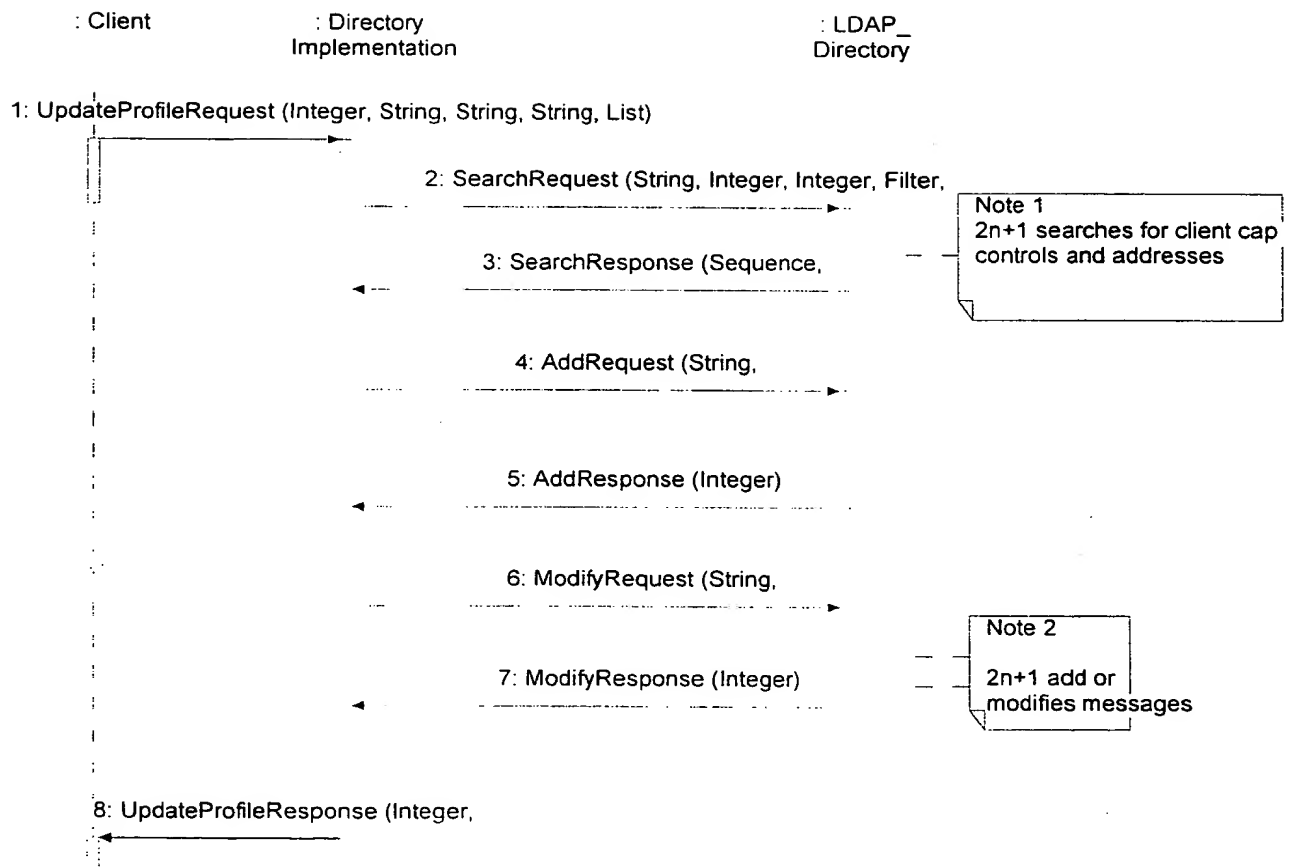 : Client
: Directory
Implementation
: LDAP_
Directory
1: UpdateProfileRequest (Integer, String, String, String, List)
2: SearchRequest (String, Integer, Integer, Filter,
Note 1
2n+1 searches for client cap
controls and addresses
3: SearchResponse (Sequence,
4: AddRequest (String,
5: AddResponse (Integer)
6: ModifyRequest (String,
Note 2
2n+1 add or
modifies messages
7: ModifyResponse (Integer)
8: UpdateProfileResponse (Integer,